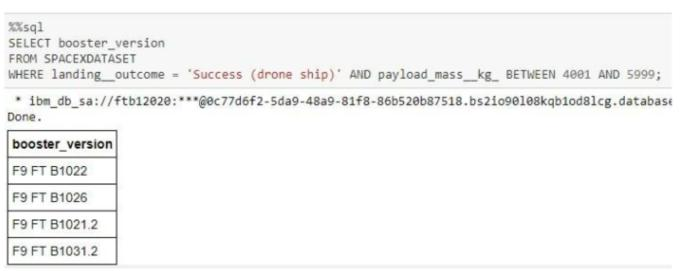 %%sql
SELECT booster_version
FROM SPACEXDATASET
WHERE landing__outcome = 'Success (drone ship)' AND payload_mass__kg_ BETWEEN 4001 AND 5999;
* ibm_db_sa://ftb12020:***@0c77d6f2-5da9-48a9-81f8-86b520b87518.bs2io90l08kqb1od8lcg.database
Done.
booster_version
F9 FT B1022
F9 FT B1026
F9 FT B1021.2
F9 FT B1031.2